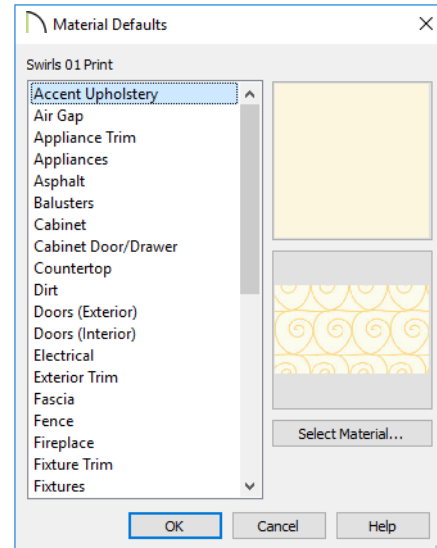 Material Defaults
Swirls 01 Print
Accent Upholstery
Air Gap
Appliance Trim
Appliances
Asphalt
Balusters
Cabinet
Cabinet Door/Drawer
Countertop
Dirt
Doors (Exterior)
Doors (Interior)
Electrical
Exterior Trim
Fascia
Fence
Fireplace
Fixture Trim
Fixtures
Select Material...
OK
Cancel
Help